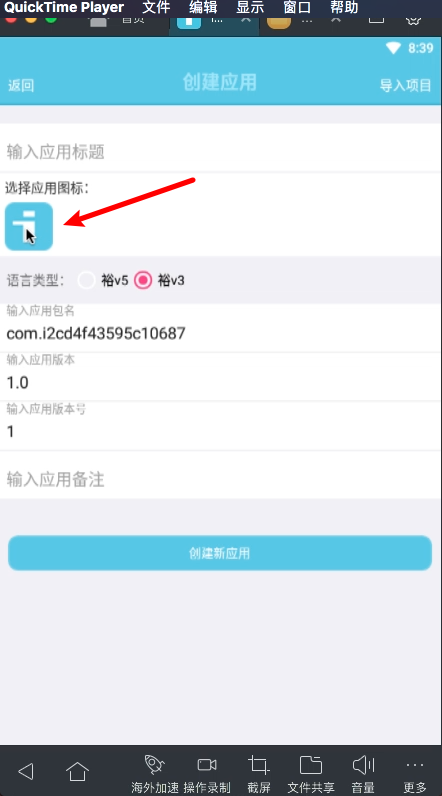 QuickTime Player 文件 编辑 显示 窗口 帮助
8:39
返回 创建应用 导入项目
输入应用标题
选择应用图标：
语言类型： 裕v5 裕v3
输入应用包名
com.i2cd4f43595c10687
输入应用版本
1.0
输入应用版本号
1
输入应用备注
创建新应用
海外加速 操作录制 截屏 文件共享 音量 更多